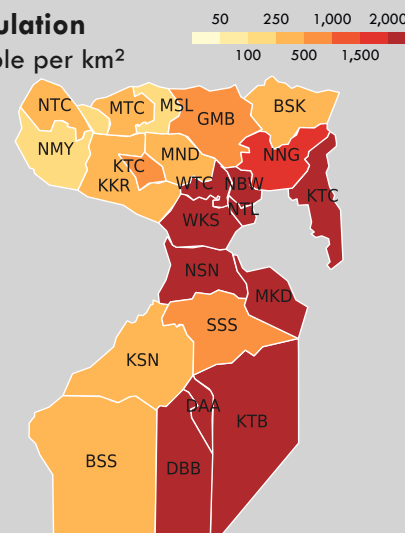 ulation
ple per km²
50 250 1,000 2,000
100 500 1,500
NTC MTC MSL GMB BSK
NMY KTC MND NNG
KKR WTC NBW KTC
WKS NTL
NSN MKD
SSS
KSN
DAA KTB
BSS DBB